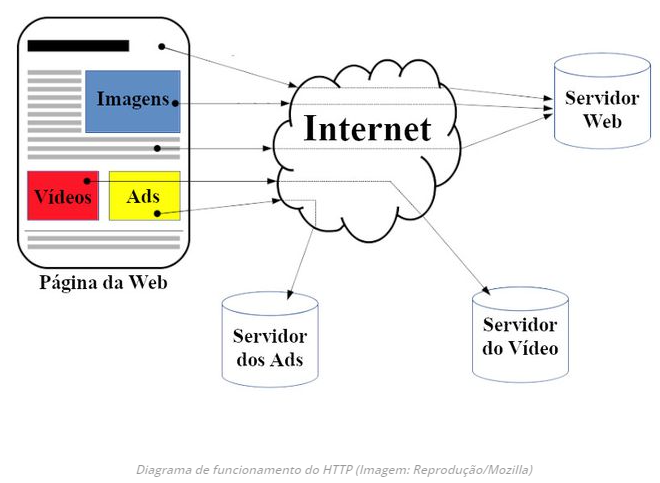 Imagens
Internet
Servidor
Web
Vídeos
Ads
Página da Web
Servidor
dos Ads
Servidor
do Vídeo
Diagrama de funcionamento do HTTP (Imagem: Reprodução/Mozilla)